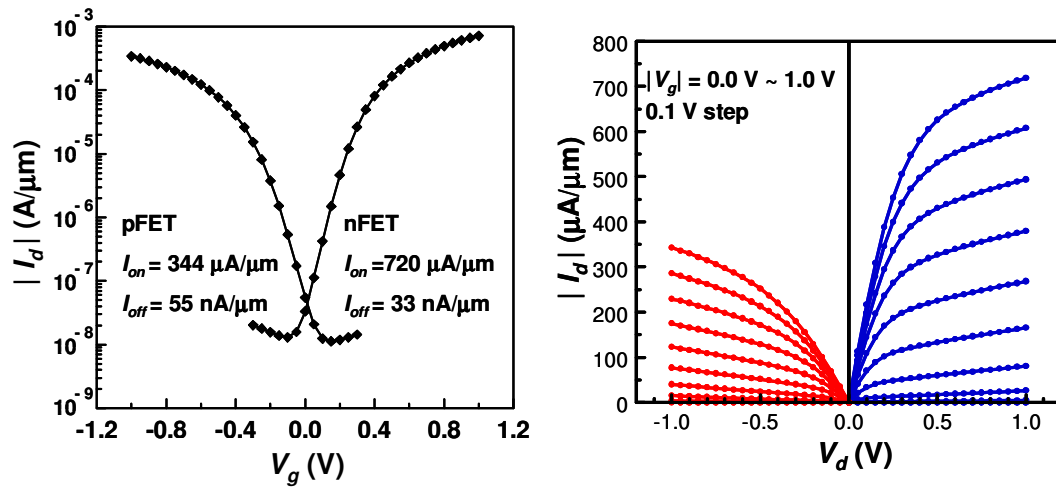 10⁻³
10⁻⁴
10⁻⁵
10⁻⁶
10⁻⁷
10⁻⁸
10⁻⁹
| I_d | (A/μm)
pFET
I_on = 344 μA/μm
I_off = 55 nA/μm
nFET
I_on =720 μA/μm
I_off = 33 nA/μm
-1.2 -0.8 -0.4 0.0 0.4 0.8 1.2
V_g (V)
800
700
600
500
400
300
200
100
0
| I_d | (μA/μm)
|V_g| = 0.0 V ~ 1.0 V
0.1 V step
-1.0 -0.5 0.0 0.5 1.0
V_d (V)